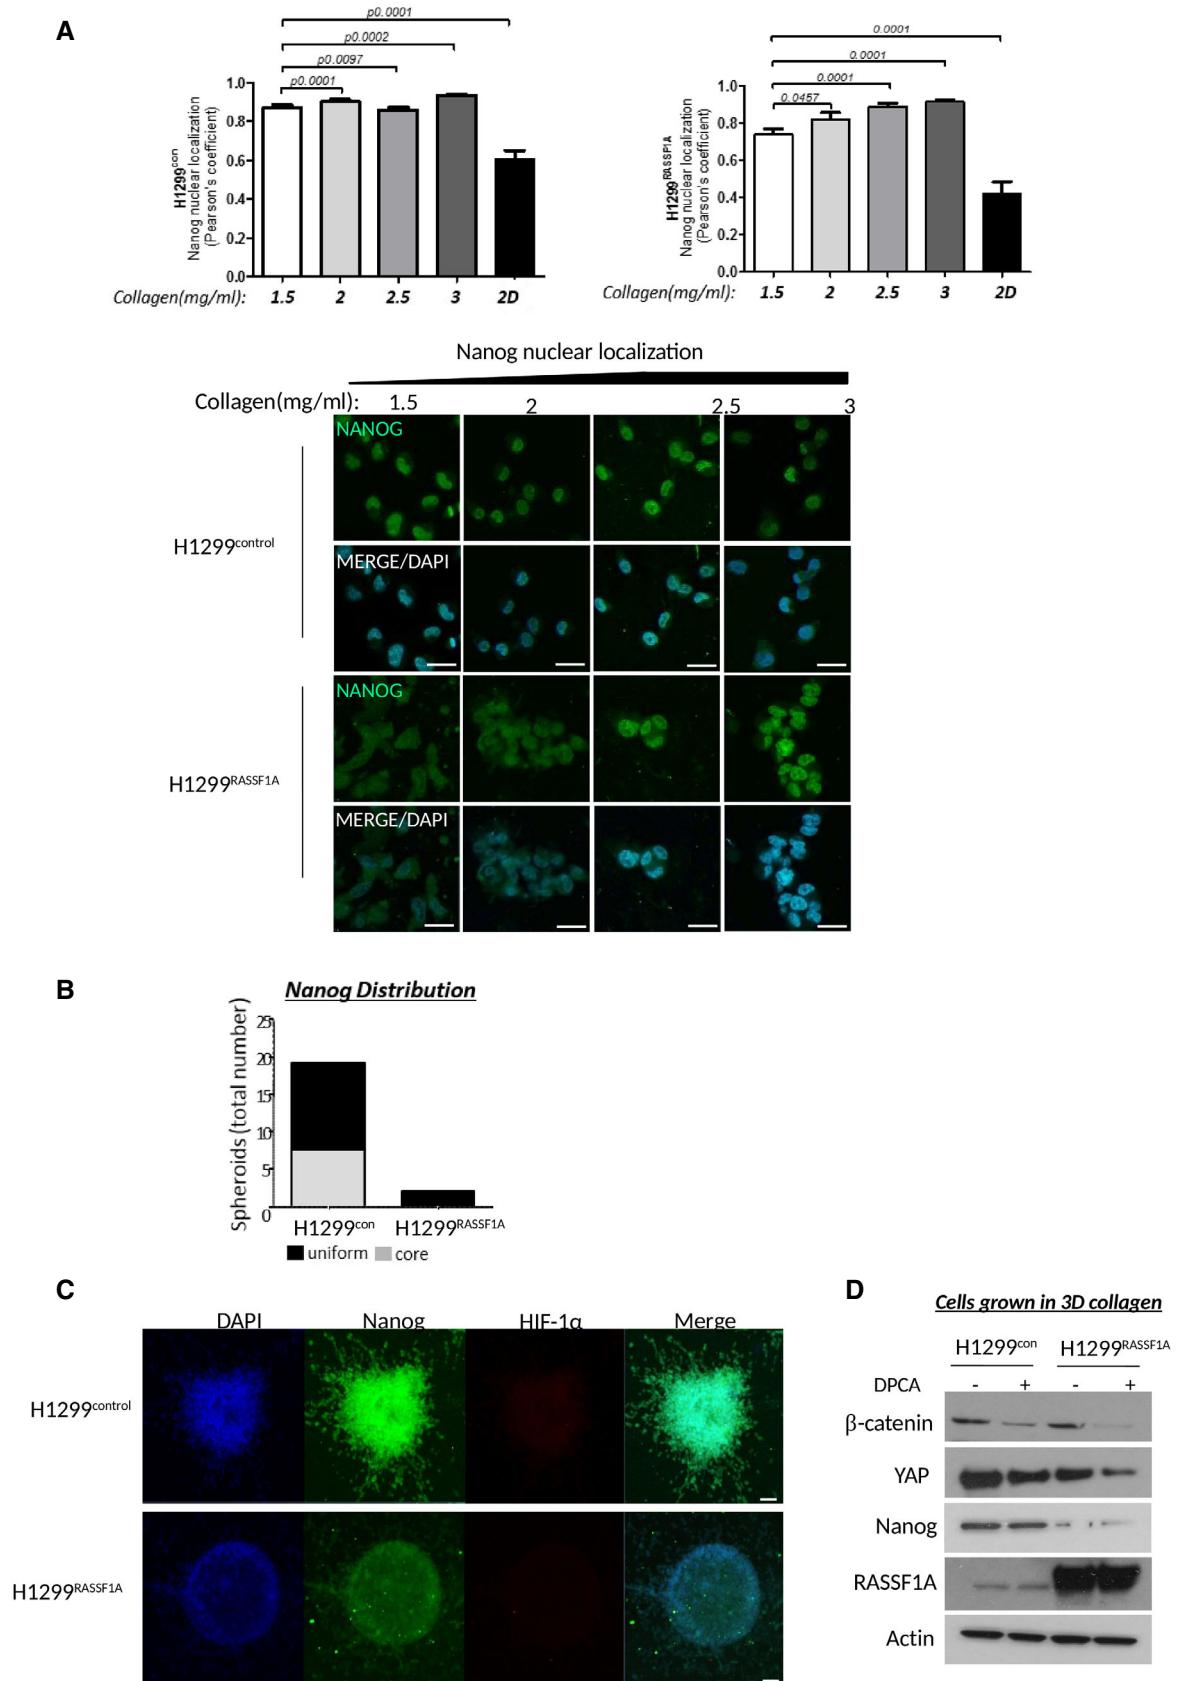 A
p0.0001
p0.0002
p0.0097
p0.0001
1.0
0.8
0.6
0.4
0.2
0.0
H1299con
Nanog nuclear localization
(Pearson's coefficient)
Collagen(mg/ml): 1.5 2 2.5 3 2D
0.0001
0.0001
0.0001
0.0457
1.0
0.8
0.6
0.4
0.2
0.0
H1299RASSF1A
Nanog nuclear localization
(Pearson's coefficient)
Collagen(mg/ml): 1.5 2 2.5 3 2D
Nanog nuclear localization
Collagen(mg/ml): 1.5 2 2.5 3
NANOG
H1299control
MERGE/DAPI
NANOG
H1299RASSF1A
MERGE/DAPI
B
Nanog Distribution
Spheroids (total number)
25
20
15
10
5
0
H1299con H1299RASSF1A
uniform core
C
DAPI Nanog HIF-1α Merge
H1299control
H1299RASSF1A
D
Cells grown in 3D collagen
H1299con H1299RASSF1A
DPCA - + - +
β-catenin
YAP
Nanog
RASSF1A
Actin